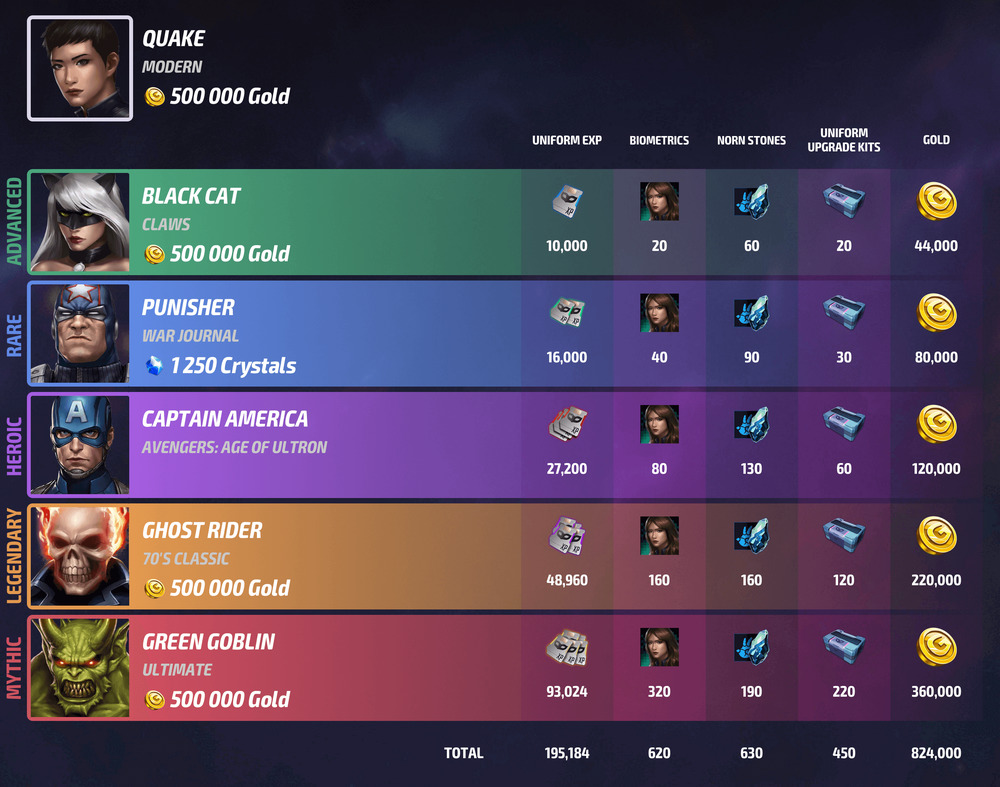 QUAKE
MODERN
500 000 Gold
UNIFORM EXP
BIOMETRICS
NORN STONES
UNIFORM
UPGRADE KITS
GOLD
ADVANCED
BLACK CAT
CLAWS
500 000 Gold
10,000
20
60
20
44,000
RARE
PUNISHER
WAR JOURNAL
1 250 Crystals
16,000
40
90
30
80,000
HEROIC
CAPTAIN AMERICA
AVENGERS: AGE OF ULTRON
27,200
80
130
60
120,000
LEGENDARY
GHOST RIDER
70'S CLASSIC
500 000 Gold
48,960
160
160
120
220,000
MYTHIC
GREEN GOBLIN
ULTIMATE
500 000 Gold
93,024
320
190
220
360,000
TOTAL
195,184
620
630
450
824,000